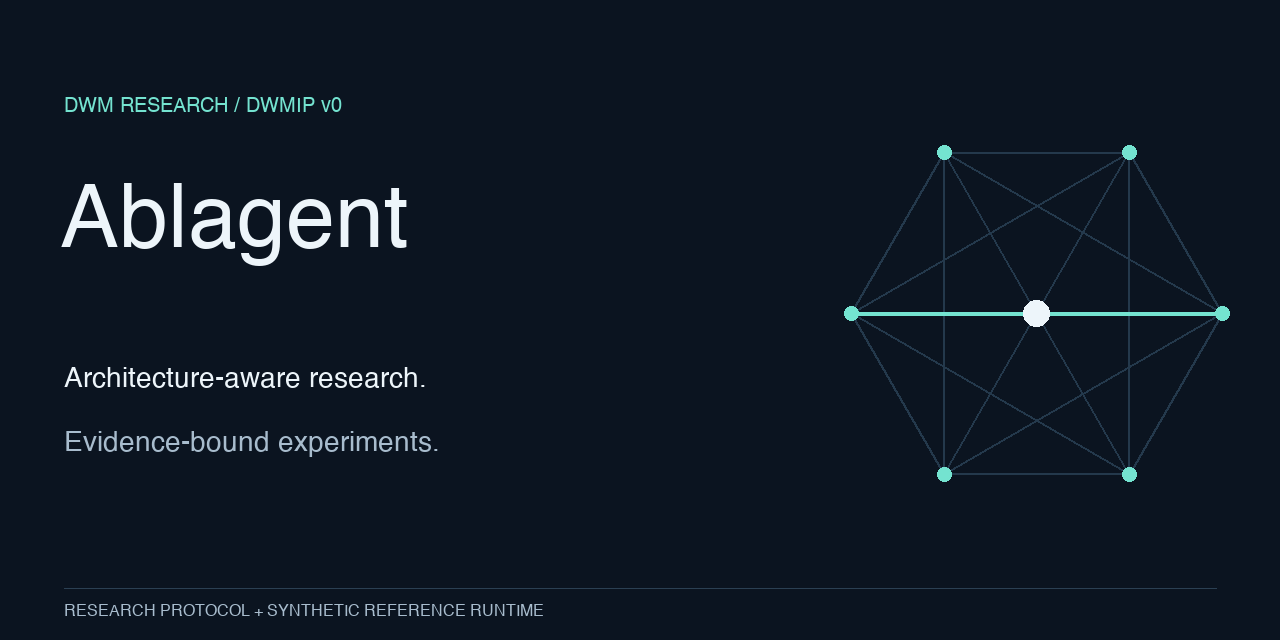 DWM RESEARCH / DWMIP v0
Ablagent
Architecture-aware research.
Evidence-bound experiments.
RESEARCH PROTOCOL + SYNTHETIC REFERENCE RUNTIME